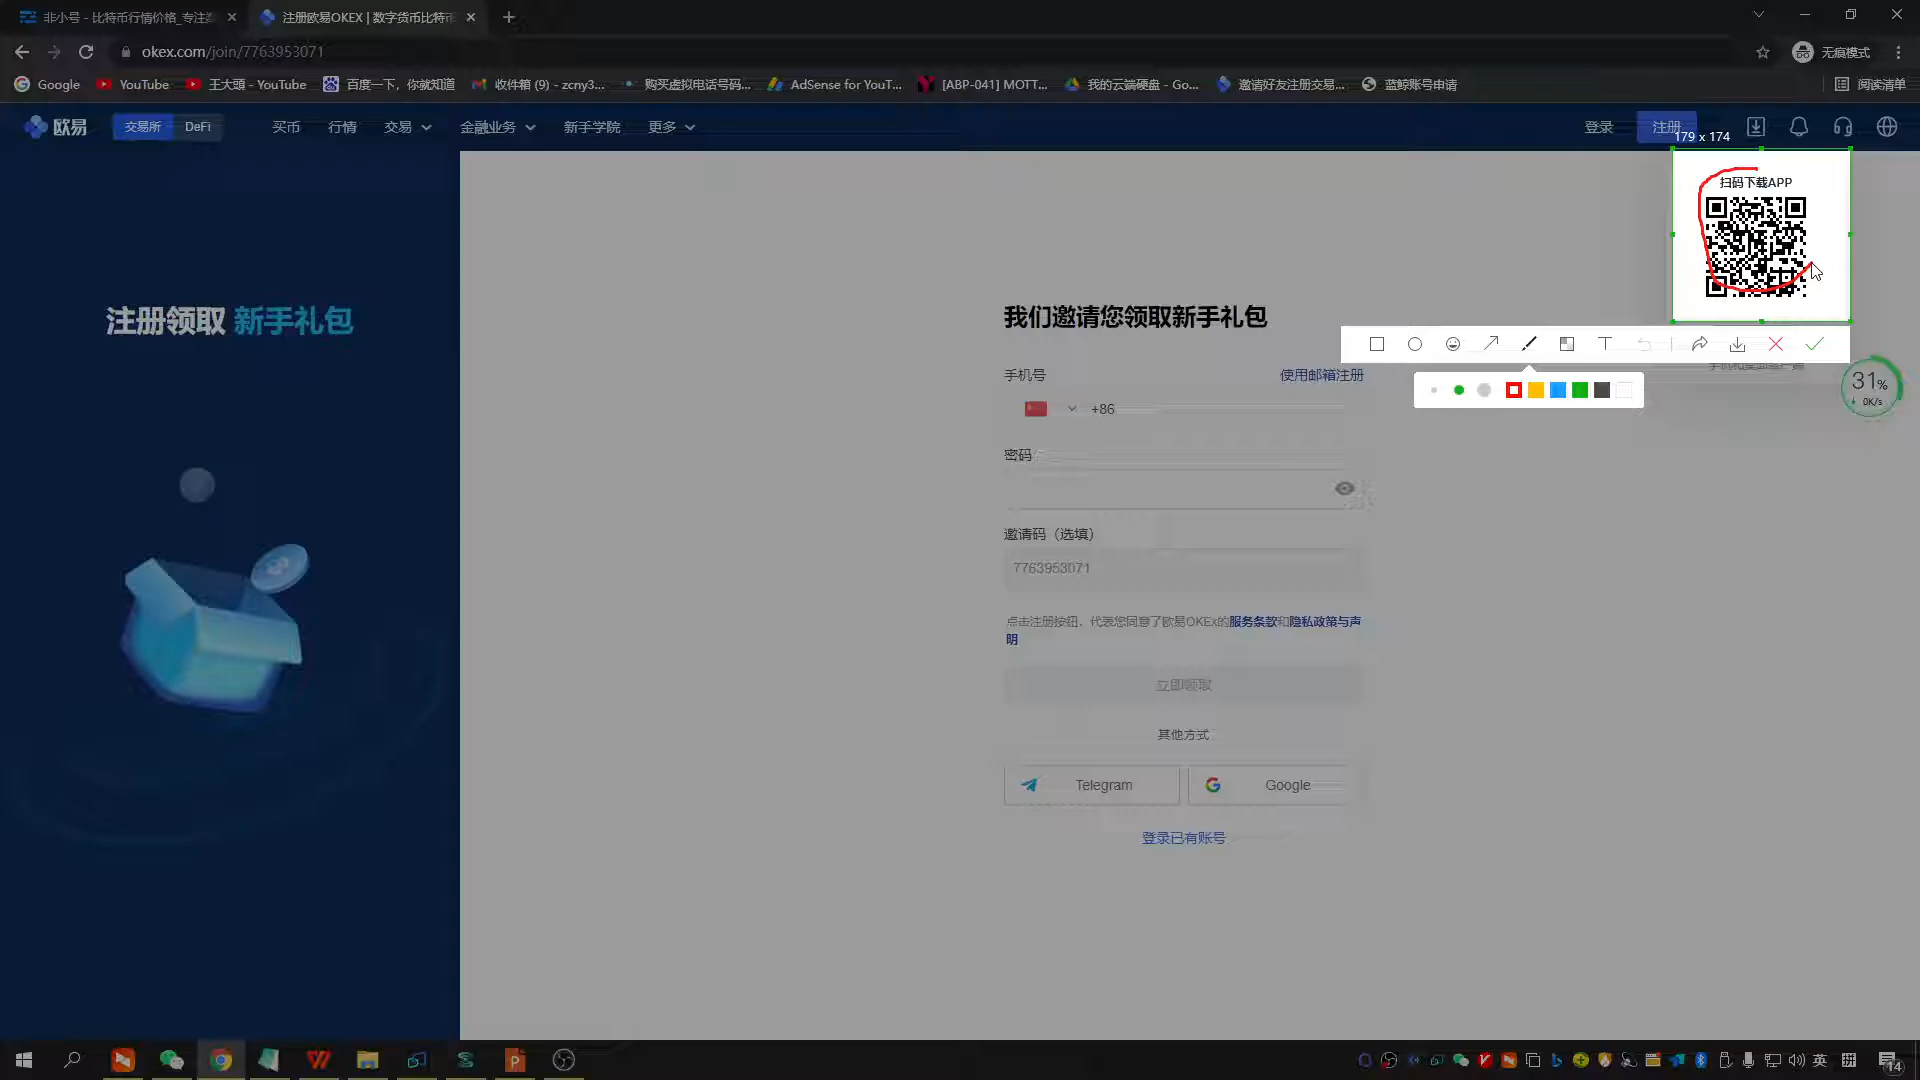 非小号 - 比特币行情价格_专注
注册欧易OKEX | 数字货币比特币
okex.com/join/7763953071
无痕模式
Google
YouTube
王大頭 - YouTube
百度一下，你就知道
收件箱 (9) - zcny3...
购买虚拟电话号码...
AdSense for YouT...
[ABP-041] MOTT...
我的云端硬盘 - Go...
邀请好友注册交易...
蓝鲸账号申请
阅读清单
欧易
交易所
DeFi
买币
行情
交易
金融业务
新手学院
更多
登录
注册
179 x 174
扫码下载APP
注册领取 新手礼包
我们邀请您领取新手礼包
手机号
使用邮箱注册
+86
31%
0K/s
密码
邀请码（选填）
7763953071
点击注册按钮，代表您同意了欧易OKEx的服务条款和隐私政策与声
明
立即领取
其他方式
Telegram
Google
登录已有账号
英
14